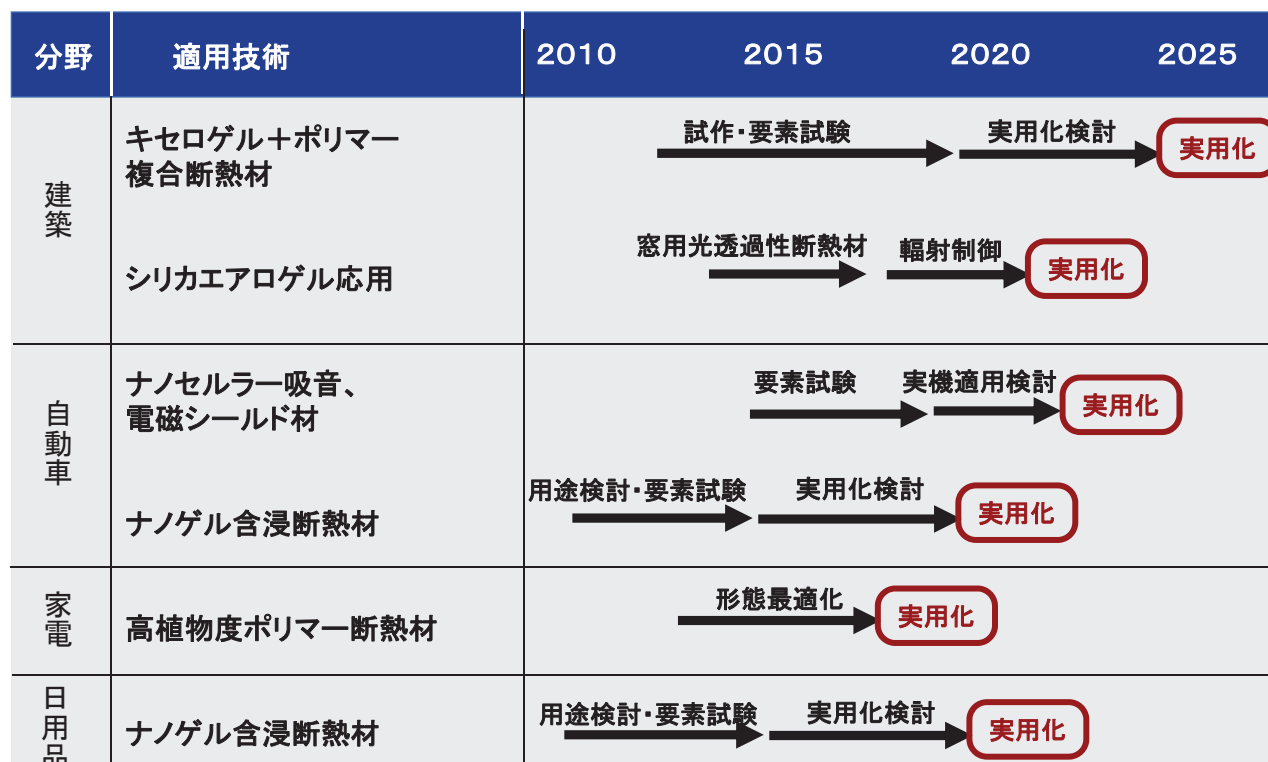 分野 適用技術 2010 2015 2020 2025
建築
キセロゲル＋ポリマー
複合断熱材
試作・要素試験 実用化検討 実用化
シリカエアロゲル応用
窓用光透過性断熱材 輻射制御 実用化
自動車
ナノセルラー吸音、
電磁シールド材
要素試験 実機適用検討 実用化
ナノゲル含浸断熱材
用途検討・要素試験 実用化検討 実用化
家電
高植物度ポリマー断熱材
形態最適化 実用化
日用品
ナノゲル含浸断熱材
用途検討・要素試験 実用化検討 実用化